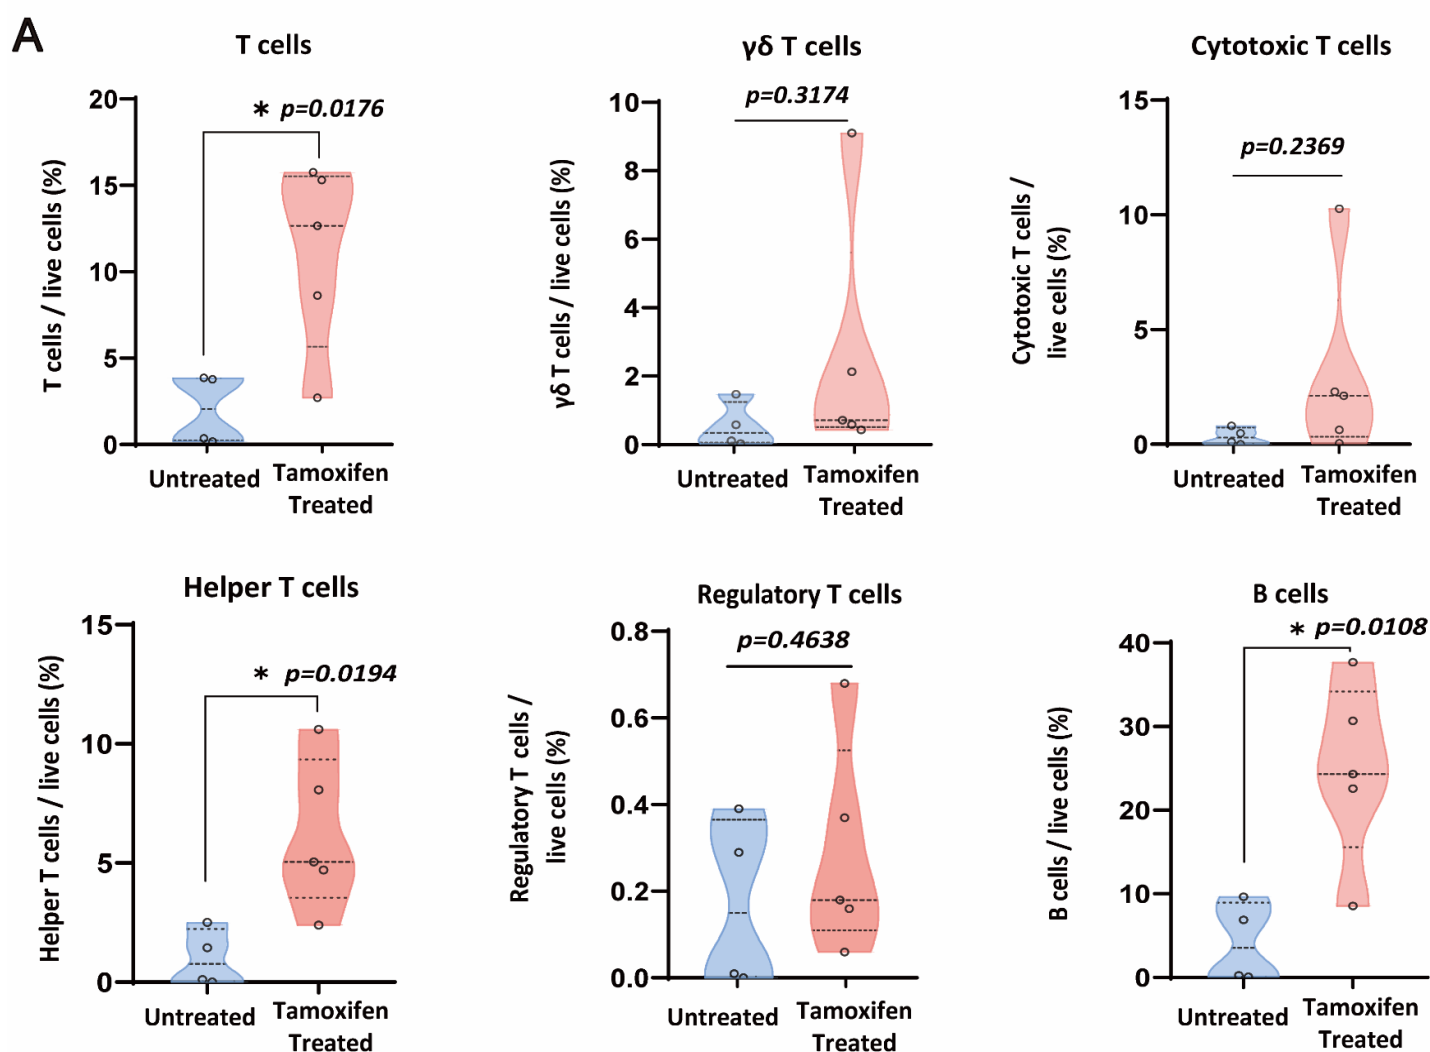 A
T cells
* p=0.0176
T cells / live cells (%)
20
15
10
5
0
Untreated
Tamoxifen
Treated
γδ T cells
p=0.3174
γδ T cells / live cells (%)
10
8
6
4
2
0
Untreated
Tamoxifen
Treated
Cytotoxic T cells
p=0.2369
Cytotoxic T cells /
live cells (%)
15
10
5
0
Untreated
Tamoxifen
Treated
Helper T cells
* p=0.0194
Helper T cells / live cells (%)
15
10
5
0
Untreated
Tamoxifen
Treated
Regulatory T cells
p=0.4638
Regulatory T cells /
live cells (%)
0.8
0.6
0.4
0.2
0.0
Untreated
Tamoxifen
Treated
B cells
* p=0.0108
B cells / live cells (%)
40
30
20
10
0
Untreated
Tamoxifen
Treated